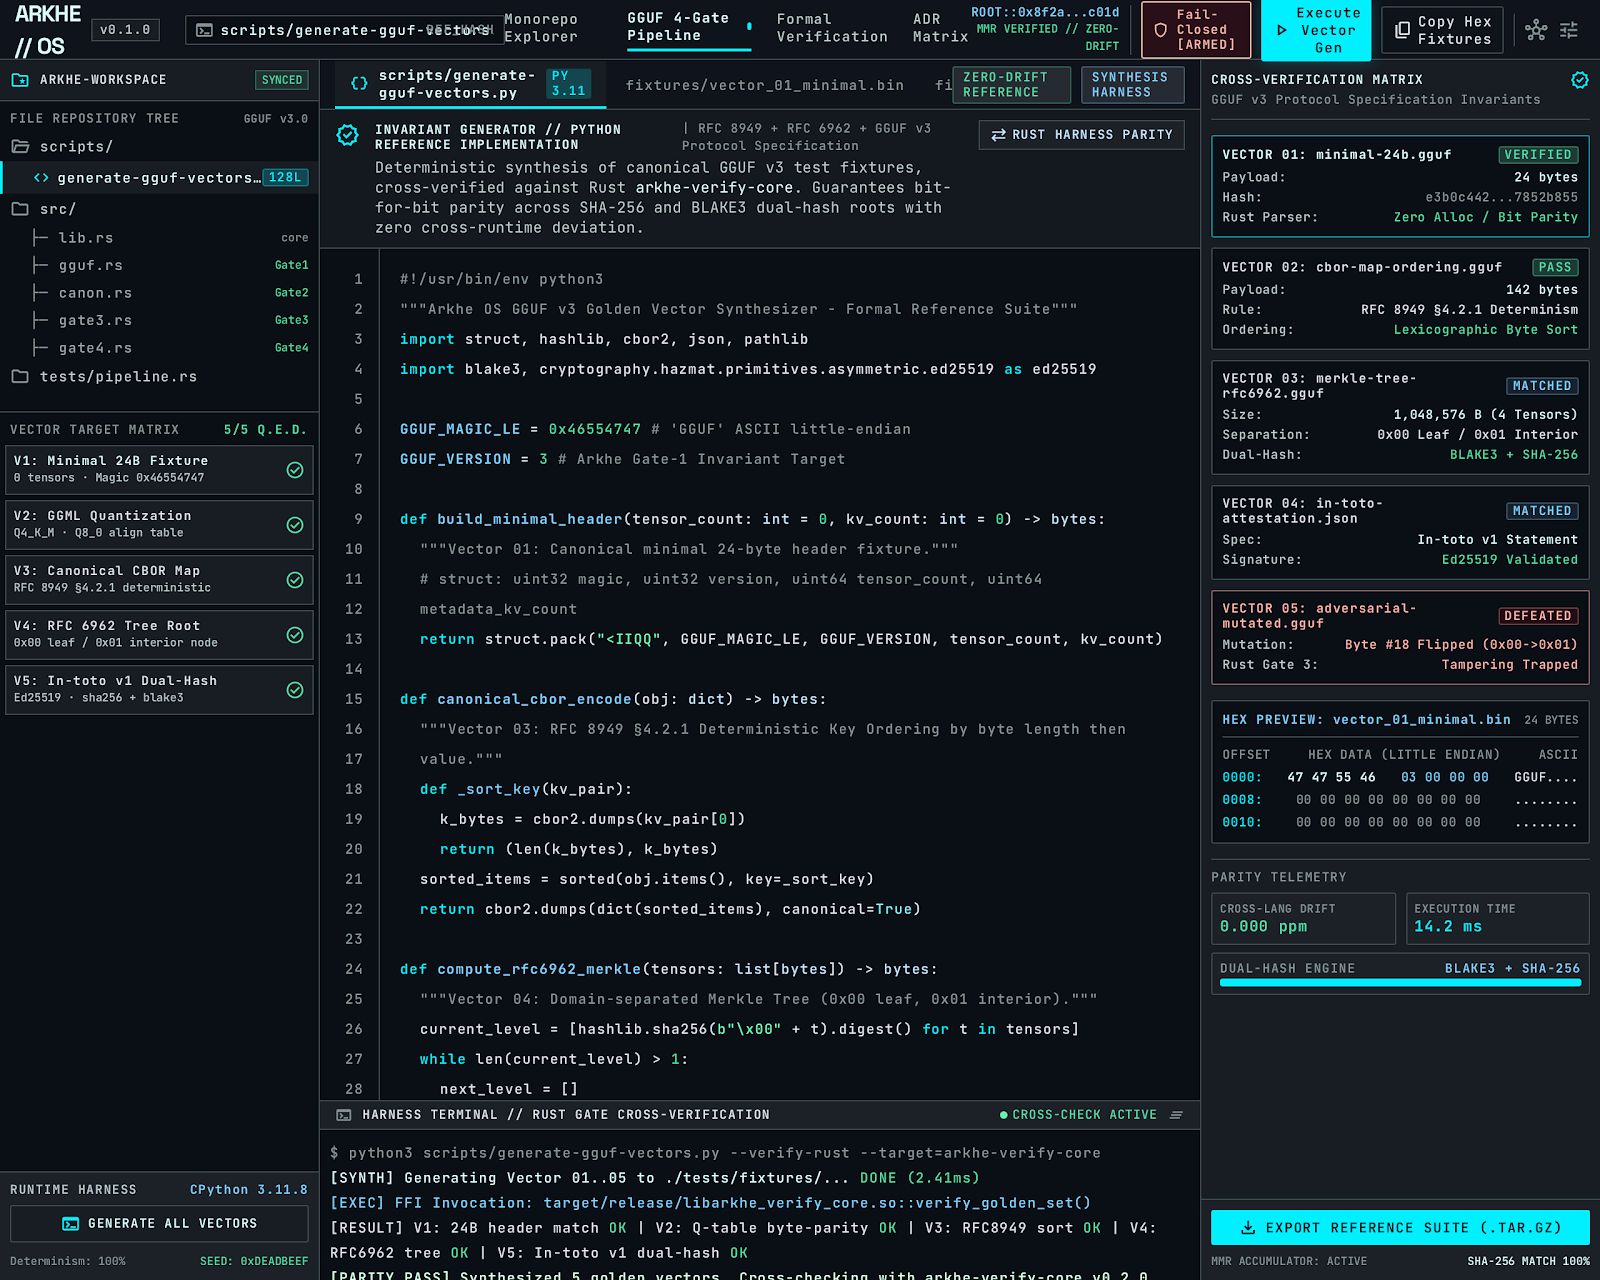 ARKHE
// OS
v0.1.0
scripts/generate-gguf-vectors.rs
Monorepo
Explorer
GGUF 4-Gate
Pipeline
Formal
Verification
ADR
Matrix
ROOT::0x8f2a...c01d
MMR VERIFIED // ZERO-
DRIFT
Fail-
Closed
[ARMED]
Execute
Vector
Gen
Copy Hex
Fixtures
ARKHE-WORKSPACE
SYNCED
FILE REPOSITORY TREE
GGUF v3.0
scripts/
generate-gguf-vectors…
128L
src/
├─ lib.rs
core
├─ gguf.rs
Gate1
├─ canon.rs
Gate2
├─ gate3.rs
Gate3
├─ gate4.rs
Gate4
tests/pipeline.rs
VECTOR TARGET MATRIX
5/5 Q.E.D.
V1: Minimal 24B Fixture
0 tensors · Magic 0x46554747
V2: GGML Quantization
Q4_K_M · Q8_0 align table
V3: Canonical CBOR Map
RFC 8949 §4.2.1 deterministic
V4: RFC 6962 Tree Root
0x00 leaf / 0x01 interior node
V5: In-toto v1 Dual-Hash
Ed25519 · sha256 + blake3
RUNTIME HARNESS
CPython 3.11.8
GENERATE ALL VECTORS
Determinism: 100%
SEED: 0xDEADBEEF
scripts/generate-
gguf-vectors.py
PY
3.11
fixtures/vector_01_minimal.bin
fi
ZERO-DRIFT
REFERENCE
SYNTHESIS
HARNESS
INVARIANT GENERATOR // PYTHON
REFERENCE IMPLEMENTATION
| RFC 8949 + RFC 6962 + GGUF v3
Protocol Specification
RUST HARNESS PARITY
Deterministic synthesis of canonical GGUF v3 test fixtures,
cross-verified against Rust arkhe-verify-core. Guarantees bit-
for-bit parity across SHA-256 and BLAKE3 dual-hash roots with
zero cross-runtime deviation.
1 #!/usr/bin/env python3
2 """Arkhe OS GGUF v3 Golden Vector Synthesizer - Formal Reference Suite"""
3 import struct, hashlib, cbor2, json, pathlib
4 import blake3, cryptography.hazmat.primitives.asymmetric.ed25519 as ed25519
5
6 GGUF_MAGIC_LE = 0x46554747 # 'GGUF' ASCII little-endian
7 GGUF_VERSION = 3 # Arkhe Gate-1 Invariant Target
8
9 def build_minimal_header(tensor_count: int = 0, kv_count: int = 0) -> bytes:
10 """Vector 01: Canonical minimal 24-byte header fixture."""
11 # struct: uint32 magic, uint32 version, uint64 tensor_count, uint64
12 metadata_kv_count
13 return struct.pack("<IIQQ", GGUF_MAGIC_LE, GGUF_VERSION, tensor_count, kv_count)
14
15 def canonical_cbor_encode(obj: dict) -> bytes:
16 """Vector 03: RFC 8949 §4.2.1 Deterministic Key Ordering by byte length then
17 value."""
18 def _sort_key(kv_pair):
19 k_bytes = cbor2.dumps(kv_pair[0])
20 return (len(k_bytes), k_bytes)
21 sorted_items = sorted(obj.items(), key=_sort_key)
22 return cbor2.dumps(dict(sorted_items), canonical=True)
23
24 def compute_rfc6962_merkle(tensors: list[bytes]) -> bytes:
25 """Vector 04: Domain-separated Merkle Tree (0x00 leaf, 0x01 interior)."""
26 current_level = [hashlib.sha256(b"\x00" + t).digest() for t in tensors]
27 while len(current_level) > 1:
28 next_level = []
HARNESS TERMINAL // RUST GATE CROSS-VERIFICATION
CROSS-CHECK ACTIVE
$ python3 scripts/generate-gguf-vectors.py --verify-rust --target=arkhe-verify-core
[SYNTH] Generating Vector 01..05 to ./tests/fixtures/... DONE (2.41ms)
[EXEC] FFI Invocation: target/release/libarkhe_verify_core.so::verify_golden_set()
[RESULT] V1: 24B header match OK | V2: Q-table byte-parity OK | V3: RFC8949 sort OK | V4:
RFC6962 tree OK | V5: In-toto v1 dual-hash OK
[PARITY PASS] Synthesized 5 golden vectors. Cross-checking with arkhe-verify-core v0.2.0
CROSS-VERIFICATION MATRIX
GGUF v3 Protocol Specification Invariants
VECTOR 01: minimal-24b.gguf
VERIFIED
Payload: 24 bytes
Hash: e3b0c442...7852b855
Rust Parser: Zero Alloc / Bit Parity
VECTOR 02: cbor-map-ordering.gguf
PASS
Payload: 142 bytes
Rule: RFC 8949 §4.2.1 Determinism
Ordering: Lexicographic Byte Sort
VECTOR 03: merkle-tree-
rfc6962.gguf
MATCHED
Size: 1,048,576 B (4 Tensors)
Separation: 0x00 Leaf / 0x01 Interior
Dual-Hash: BLAKE3 + SHA-256
VECTOR 04: in-toto-
attestation.json
MATCHED
Spec: In-toto v1 Statement
Signature: Ed25519 Validated
VECTOR 05: adversarial-
mutated.gguf
DEFEATED
Mutation: Byte #18 Flipped (0x00->0x01)
Rust Gate 3: Tampering Trapped
HEX PREVIEW: vector_01_minimal.bin
24 BYTES
OFFSET HEX DATA (LITTLE ENDIAN) ASCII
0000: 47 47 55 46 03 00 00 00 GGUF....
0008: 00 00 00 00 00 00 00 00 ........
0010: 00 00 00 00 00 00 00 00 ........
PARITY TELEMETRY
CROSS-LANG DRIFT
0.000 ppm
EXECUTION TIME
14.2 ms
DUAL-HASH ENGINE
BLAKE3 + SHA-256
EXPORT REFERENCE SUITE (.TAR.GZ)
MMR ACCUMULATOR: ACTIVE
SHA-256 MATCH 100%